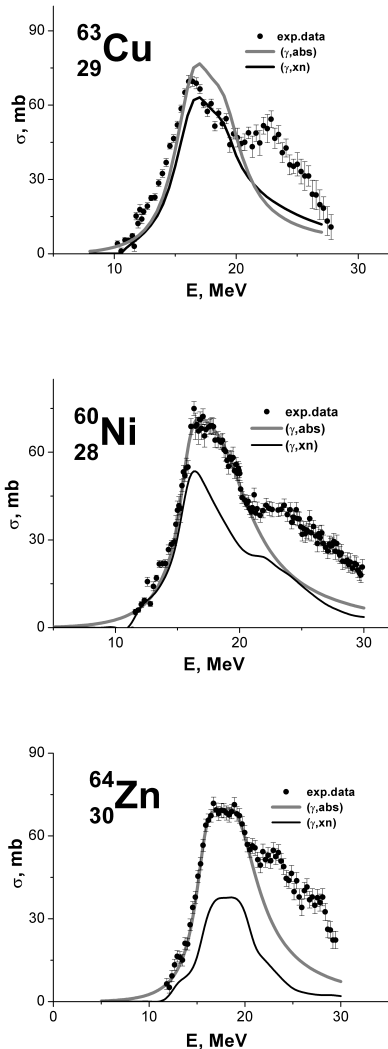 63
29 Cu
exp.data
(γ,abs)
(γ,xn)
σ, mb
90
60
30
0
10 20 30
E, MeV
60
28 Ni
exp.data
(γ,abs)
(γ,xn)
σ, mb
60
30
0
10 20 30
E, MeV
64
30 Zn
exp.data
(γ,abs)
(γ,xn)
σ, mb
90
60
30
0
0 10 20 30
E, MeV